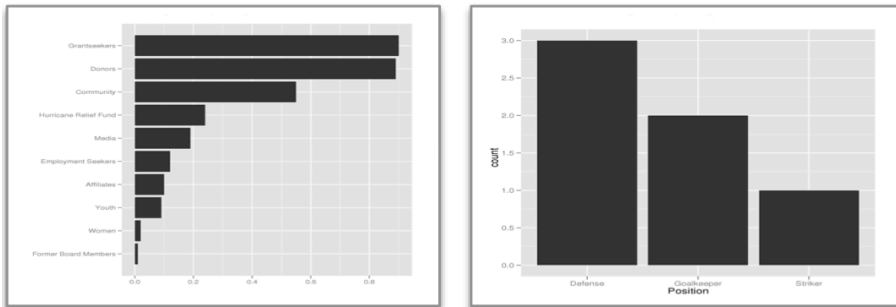 Grantseekers
Donors
Community
Hurricane Relief Fund
Media
Employment Seekers
Affiliates
Youth
Women
Former Board Members
0.0 0.2 0.4 0.6 0.8
count
3.0
2.5
2.0
1.5
1.0
0.5
0.0
Defense Goalkeeper Striker
Position